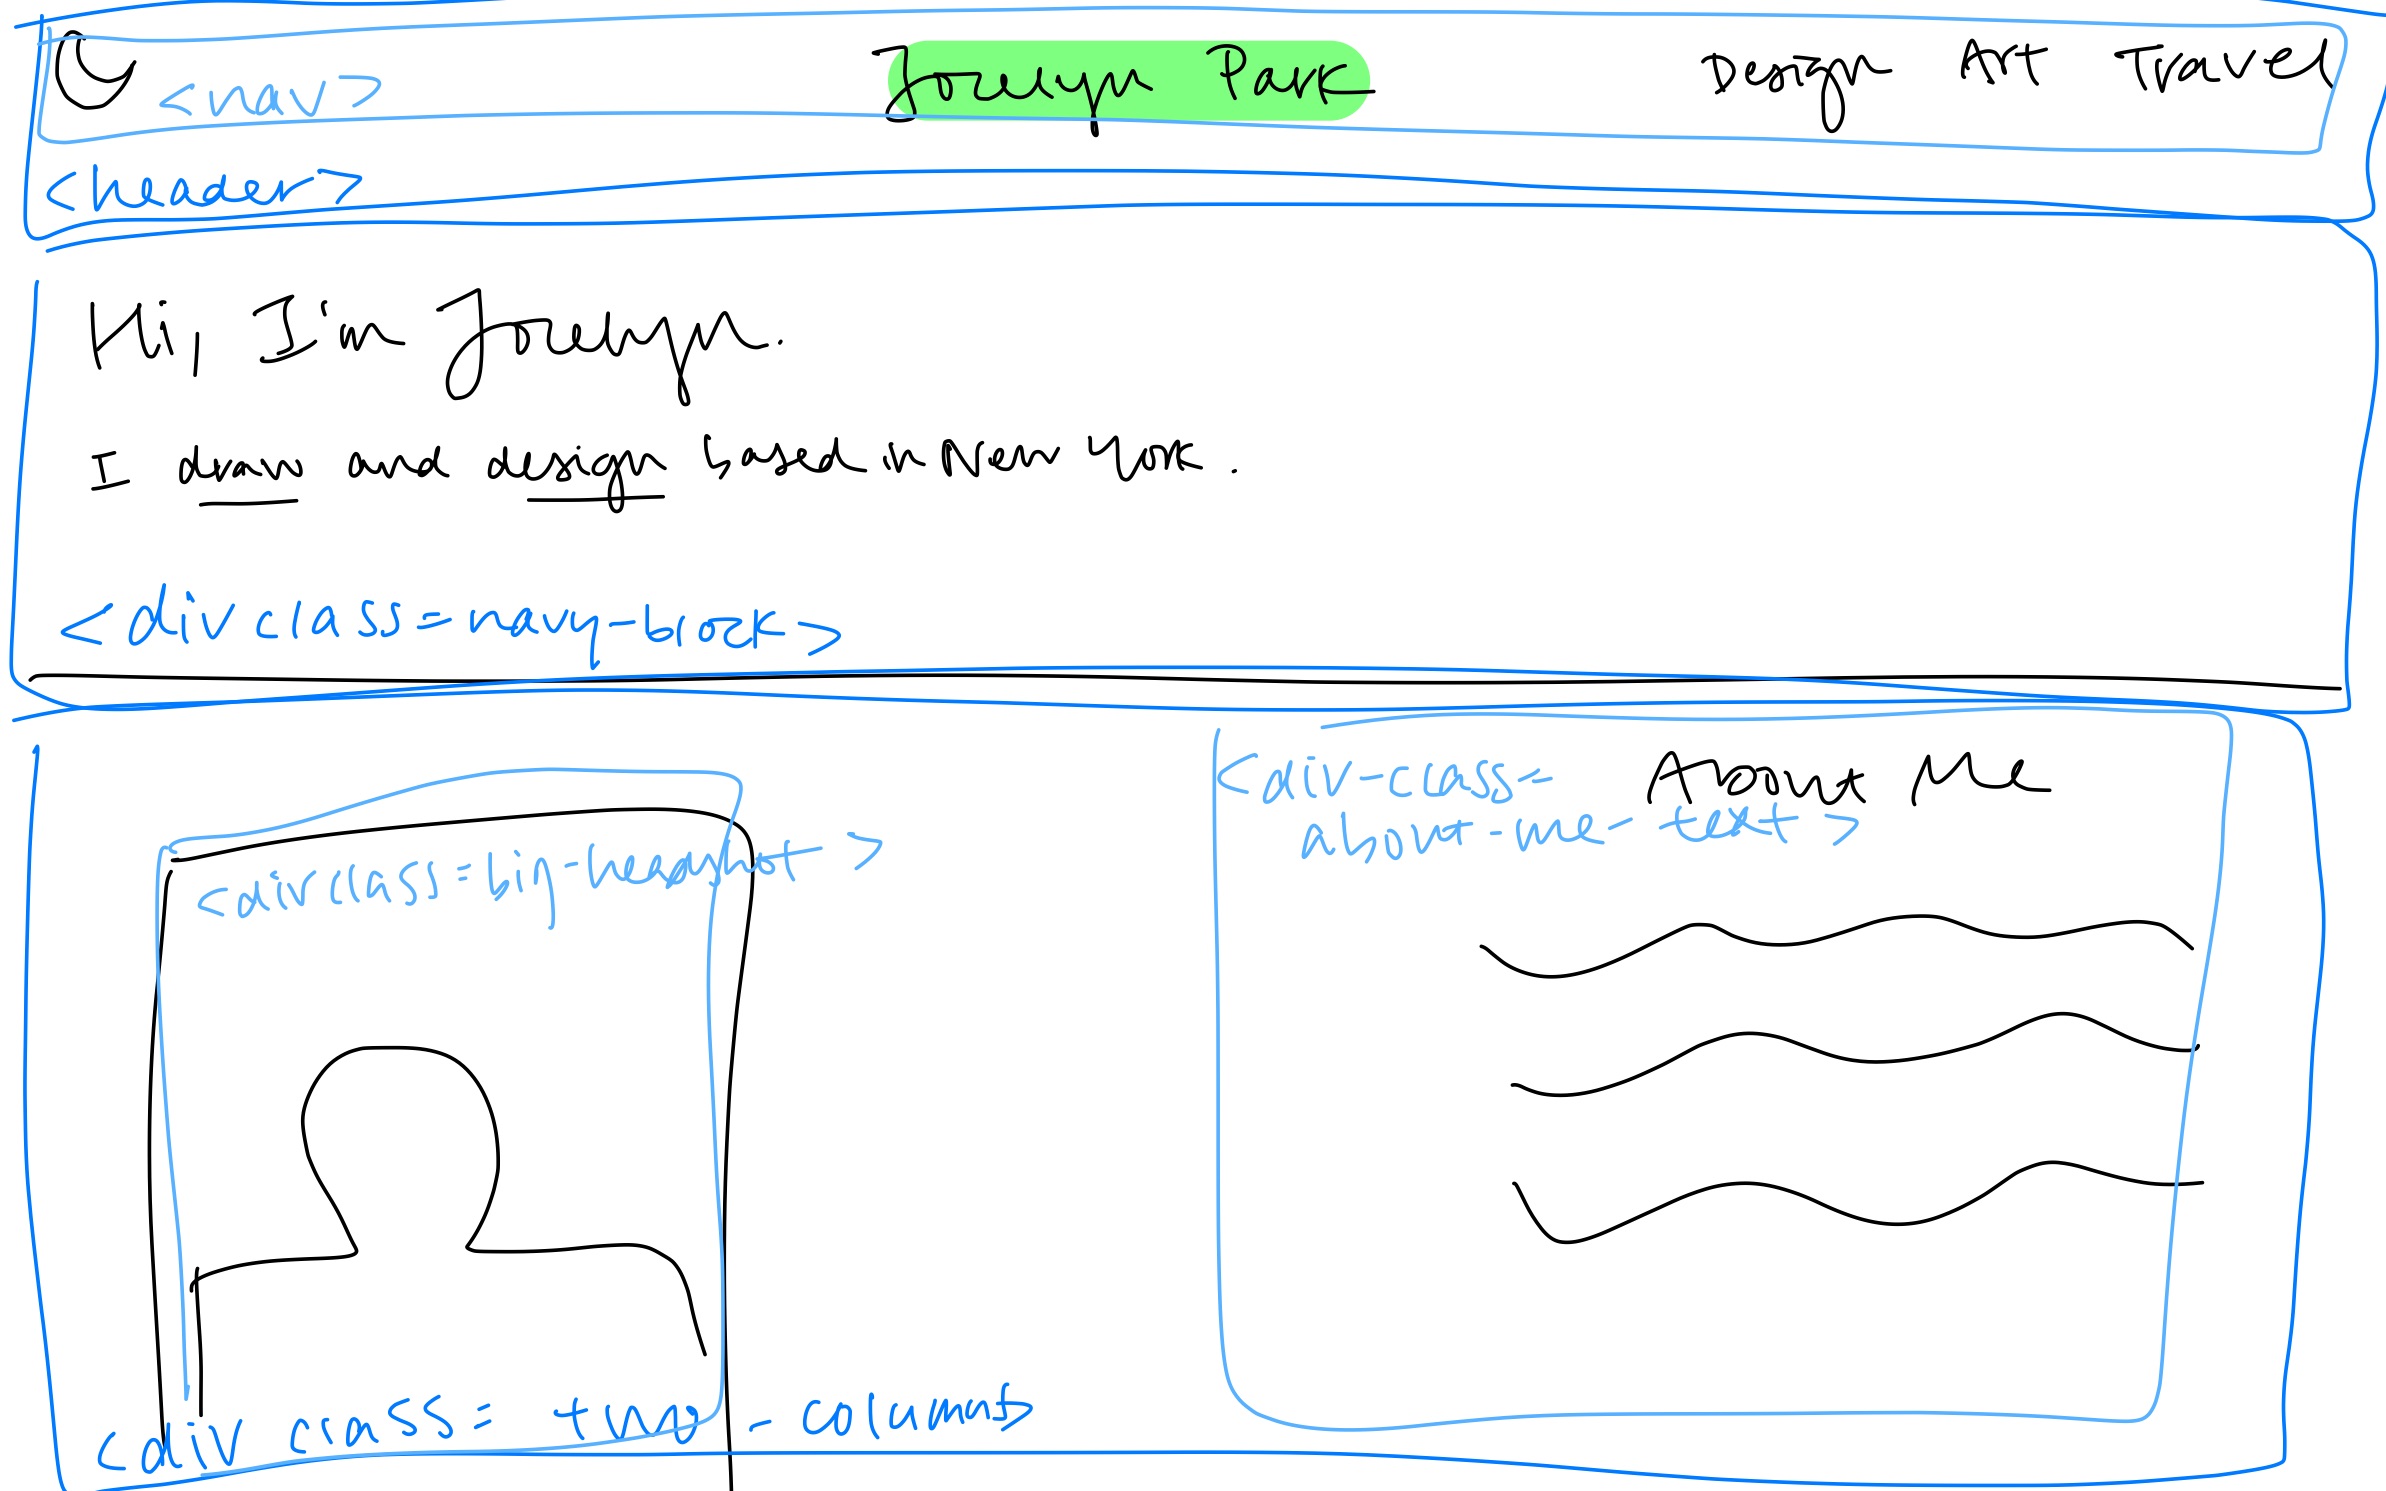 <nav> Jocelyn Park Design Art Travel
<header>
Hi, I'm Jocelyn.
I draw and design based in New York.
<div class=navy-block>
<div-class= About Me
About-me-text>
<div class=big-headshot>
<div class= two-columns>